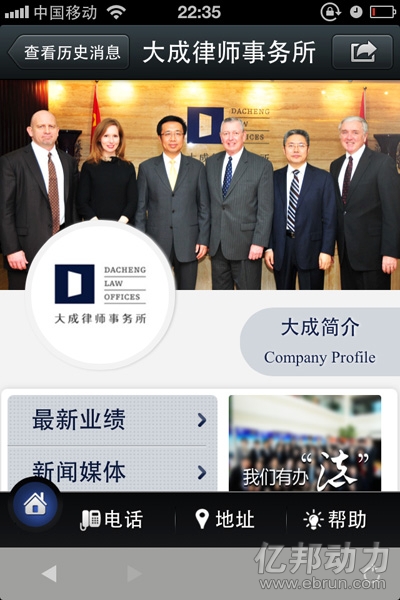 中国移动 22:35
查看历史消息 大成律师事务所
DACHENG
LAW OFFICES
DACHENG
LAW
OFFICES
大成律师事务所
大成简介
Company Profile
最新业绩
新闻媒体
我们有办“法”
电话 地址 帮助
亿邦动力
www.ebrun.com